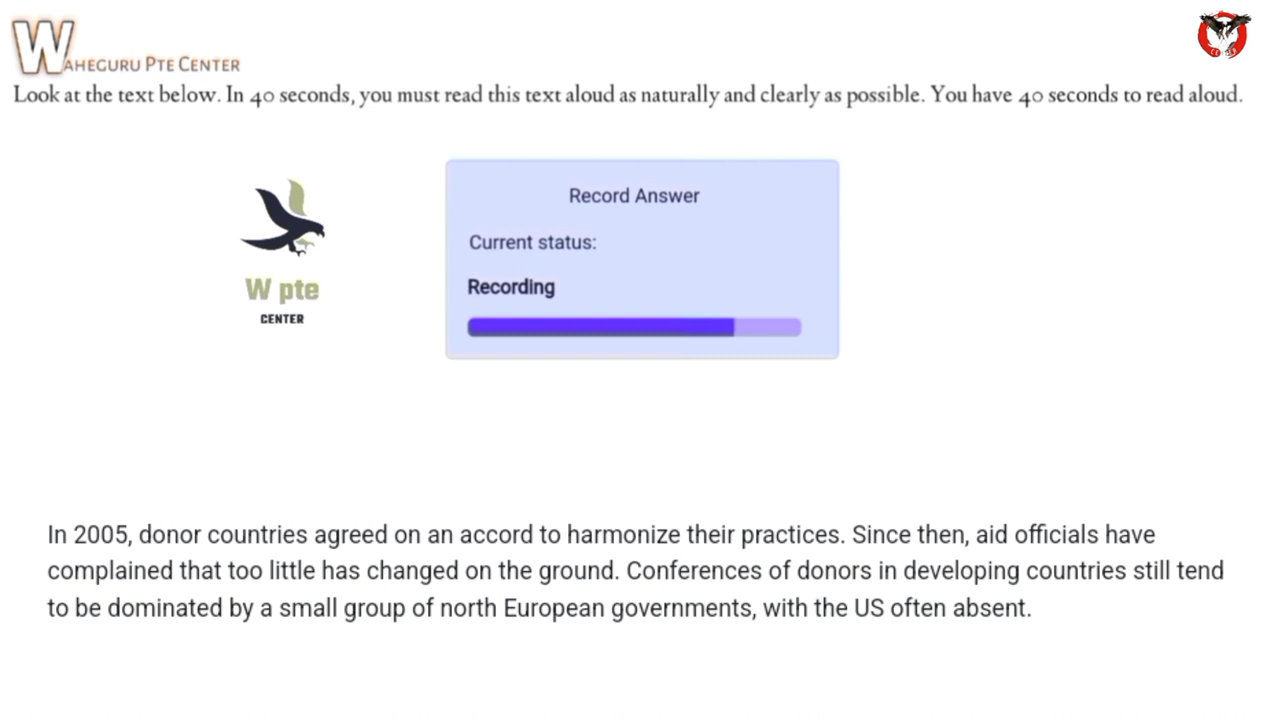 WAHEGURU PTE CENTER
Look at the text below. In 40 seconds, you must read this text aloud as naturally and clearly as possible. You have 40 seconds to read aloud.
Record Answer
Current status:
Recording
W pte
CENTER
In 2005, donor countries agreed on an accord to harmonize their practices. Since then, aid officials have
complained that too little has changed on the ground. Conferences of donors in developing countries still tend
to be dominated by a small group of north European governments, with the US often absent.